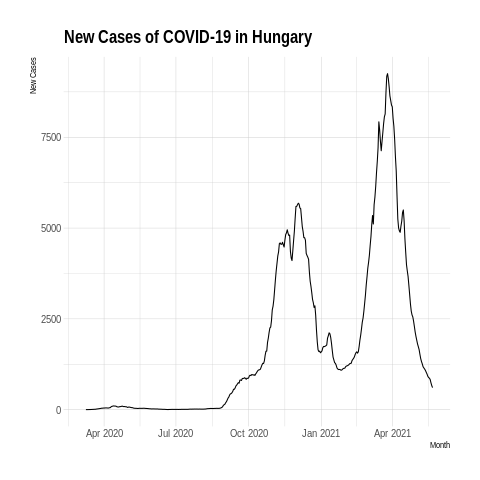 New Cases of COVID-19 in Hungary
New Cases
7500
5000
2500
0
Apr 2020 Jul 2020 Oct 2020 Jan 2021 Apr 2021
Month